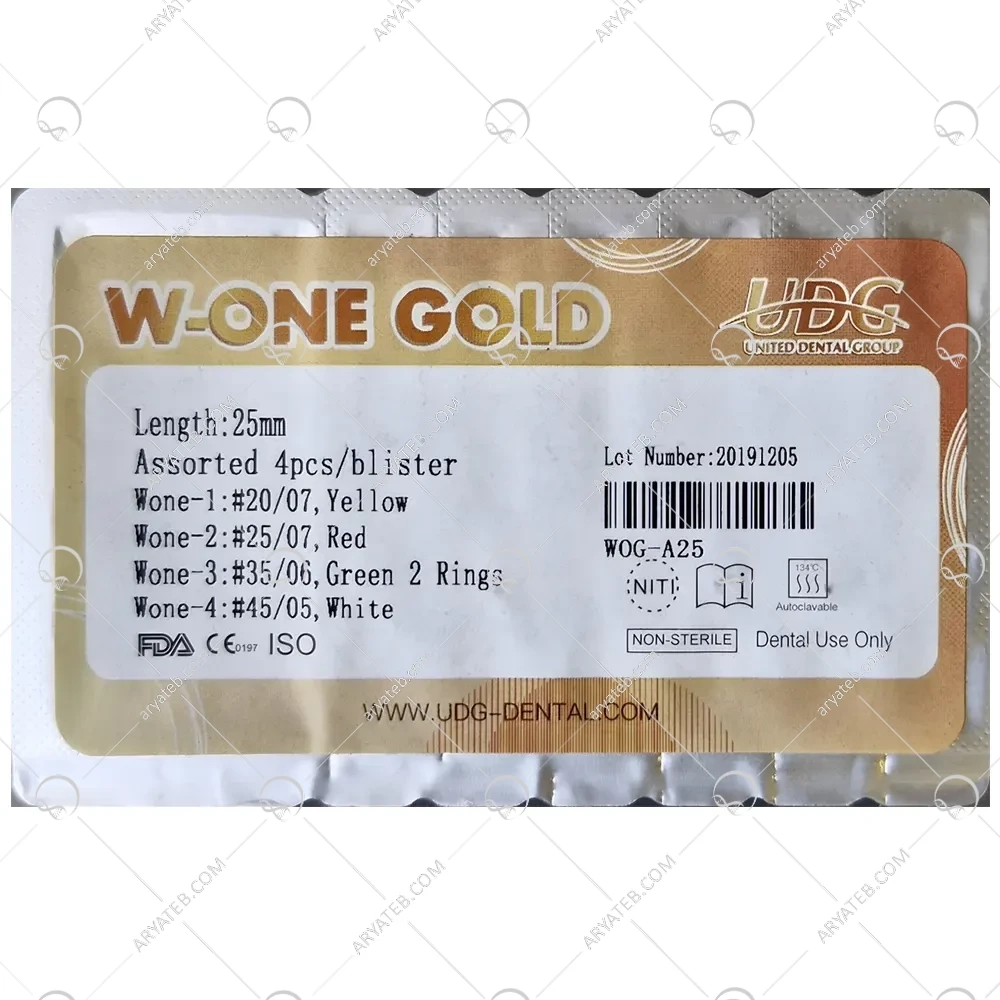 W-ONE GOLD
UDG
UNITED DENTAL GROUP
Length:25mm
Assorted 4pcs/blister
Wone-1:#20/07,Yellow
Wone-2:#25/07,Red
Wone-3:#35/06,Green 2 Rings
Wone-4:#45/05,White
FDA CE0197 ISO
Lot Number:20191205
WOG-A25
NITI
i
134°C
Autoclavable
NON-STERILE Dental Use Only
WWW.UDG-DENTAL.COM
ARYATEB.COM